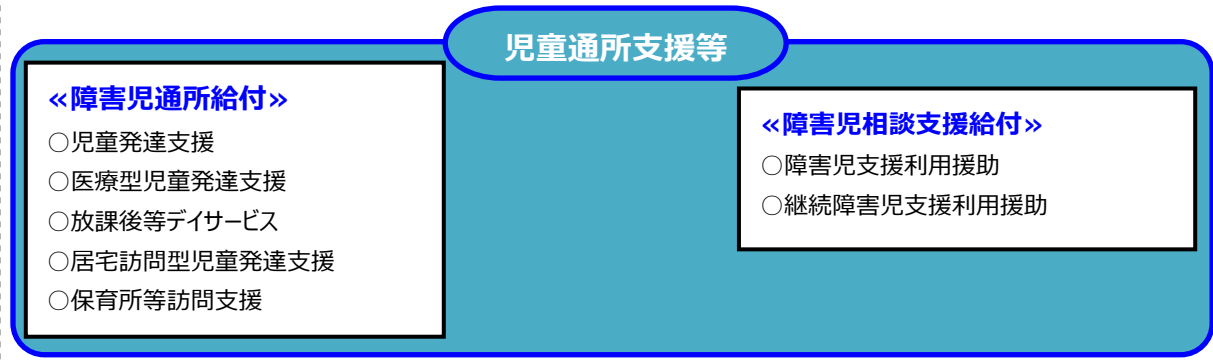 児童通所支援等
≪障害児通所給付≫
○児童発達支援
○医療型児童発達支援
○放課後等デイサービス
○居宅訪問型児童発達支援
○保育所等訪問支援
≪障害児相談支援給付≫
○障害児支援利用援助
○継続障害児支援利用援助